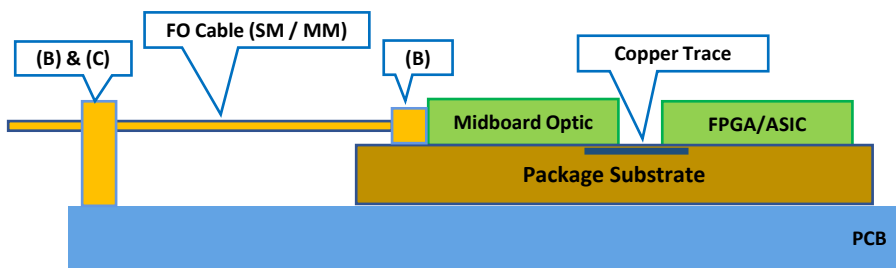 FO Cable (SM / MM)
(B) & (C)
(B)
Copper Trace
Midboard Optic
FPGA/ASIC
Package Substrate
PCB